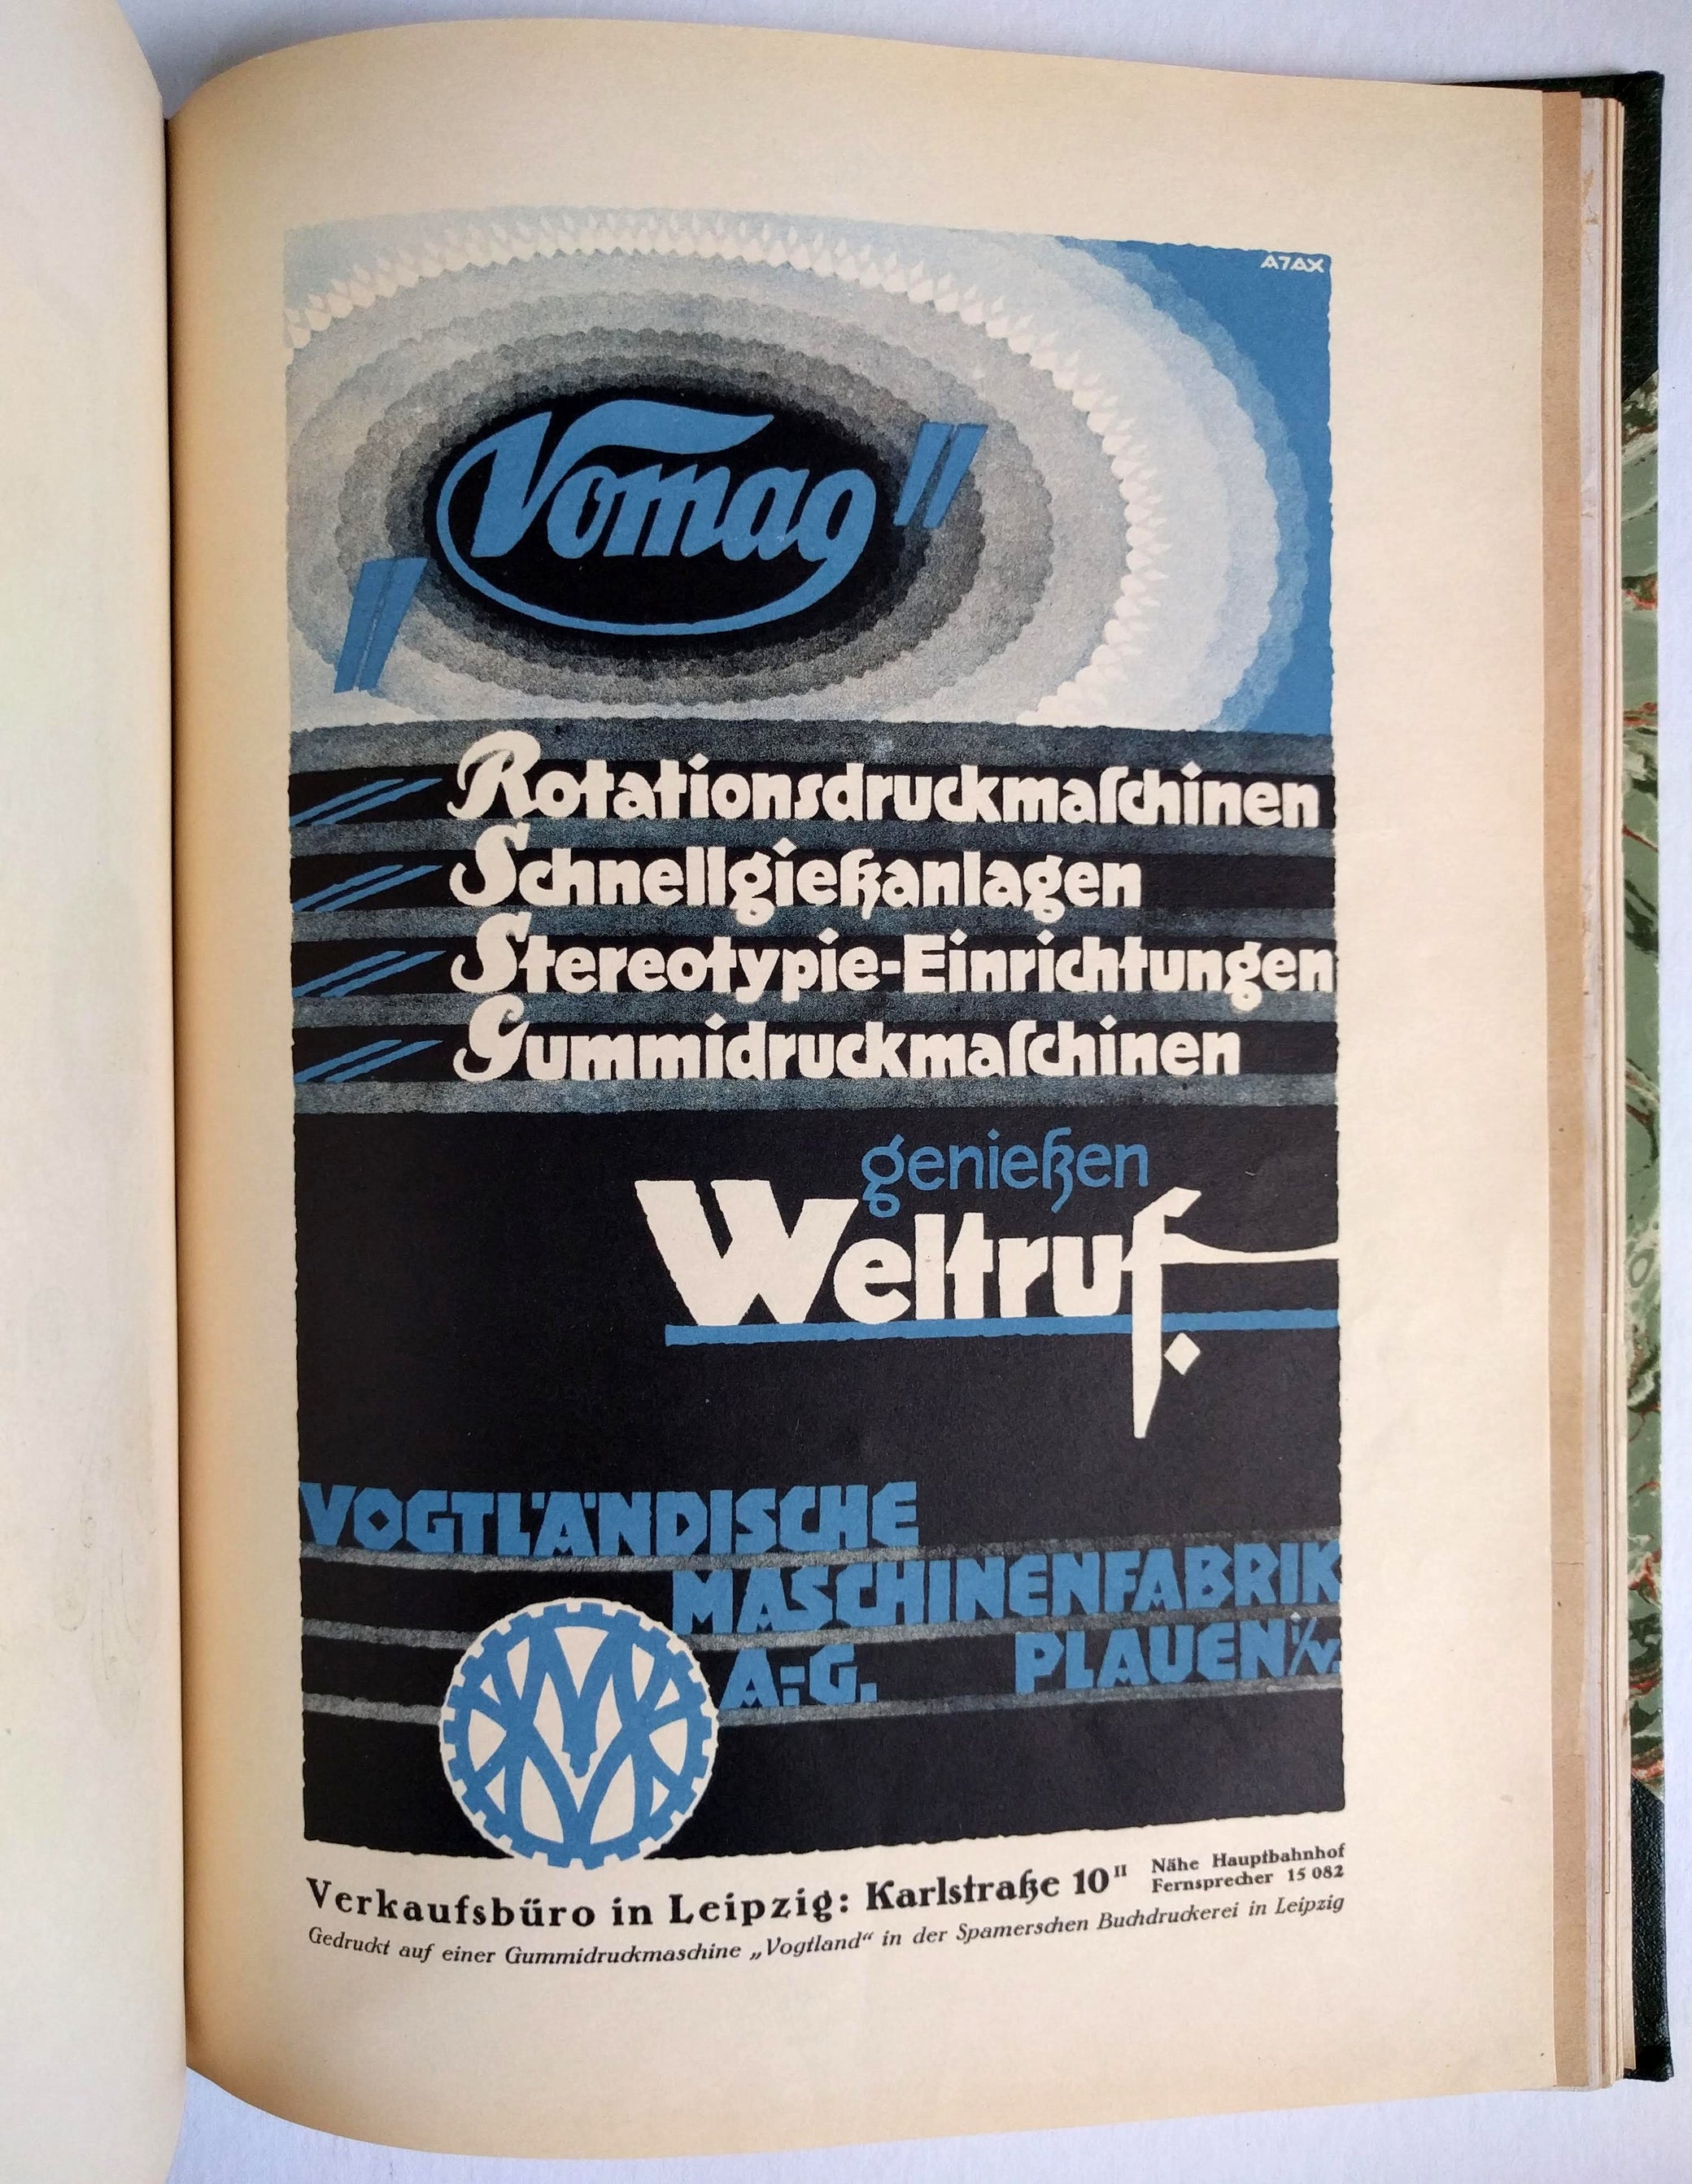 AJAX
„Vomag"
Rotationsdruckmaſchinen
Schnellgießanlagen
Stereotypie-Einrichtungen
Gummidruckmaſchinen
genießen
Weltruf.
VOGTLÄNDISCHE
MASCHINENFABRIK
A.-G. PLAUEN i/V.
VM
Verkaufsbüro in Leipzig: Karlstraße 10II
Nähe Hauptbahnhof
Fernsprecher 15 082
Gedruckt auf einer Gummidruckmaschine „Vogtland“ in der Spamerschen Buchdruckerei in Leipzig